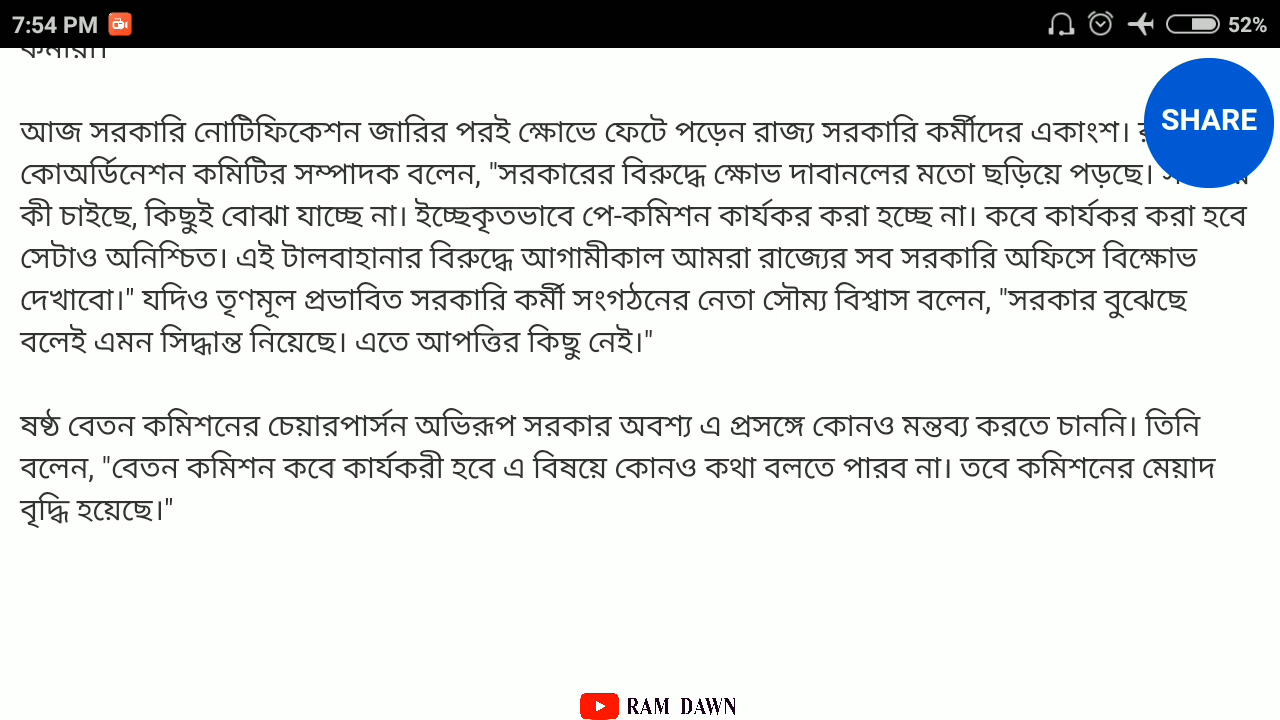 7:54 PM 52%
SHARE
আজ সরকারি নোটিফিকেশন জারির পরই ক্ষোভে ফেটে পড়েন রাজ্য সরকারি কর্মীদের একাংশ।
কোঅর্ডিনেশন কমিটির সম্পাদক বলেন, "সরকারের বিরুদ্ধে ক্ষোভ দাবানলের মতো ছড়িয়ে পড়ছে।
কী চাইছে, কিছুই বোঝা যাচ্ছে না। ইচ্ছেকৃতভাবে পে-কমিশন কার্যকর করা হচ্ছে না। কবে কার্যকর করা হবে
সেটাও অনিশ্চিত। এই টালবাহানার বিরুদ্ধে আগামীকাল আমরা রাজ্যের সব সরকারি অফিসে বিক্ষোভ
দেখাবো।" যদিও তৃণমূল প্রভাবিত সরকারি কর্মী সংগঠনের নেতা সৌম্য বিশ্বাস বলেন, "সরকার বুঝেছে
বলেই এমন সিদ্ধান্ত নিয়েছে। এতে আপত্তির কিছু নেই।"
ষষ্ঠ বেতন কমিশনের চেয়ারপার্সন অভিরূপ সরকার অবশ্য এ প্রসঙ্গে কোনও মন্তব্য করতে চাননি। তিনি
বলেন, "বেতন কমিশন কবে কার্যকরী হবে এ বিষয়ে কোনও কথা বলতে পারব না। তবে কমিশনের মেয়াদ
বৃদ্ধি হয়েছে।"
RAM DAWN